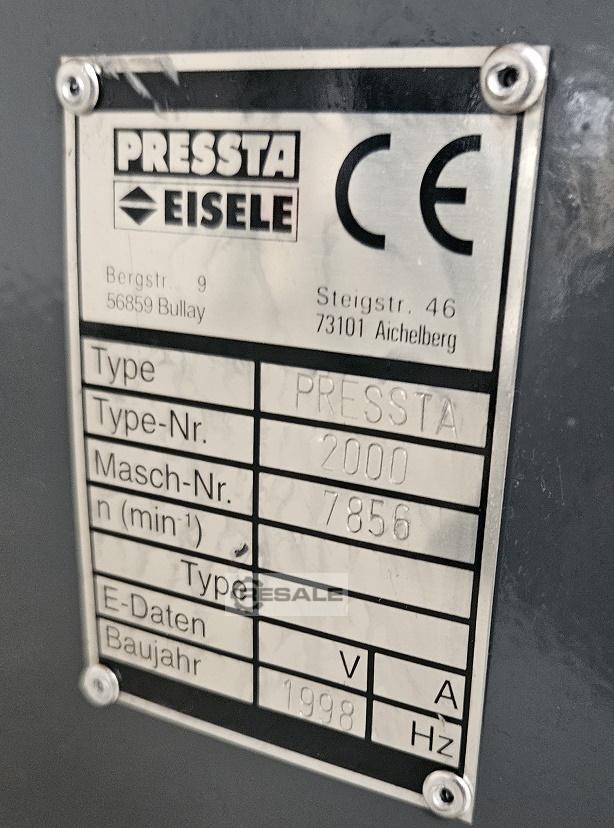 PRESSTA
EISELE
CE
Bergstr. 9
56859 Bullay
Steigstr. 46
73101 Aichelberg
Type PRESSTA
Type-Nr. 2000
Masch-Nr. 7856
n (min-1)
Type
RESALE
E-Daten V A
Baujahr 1998 Hz